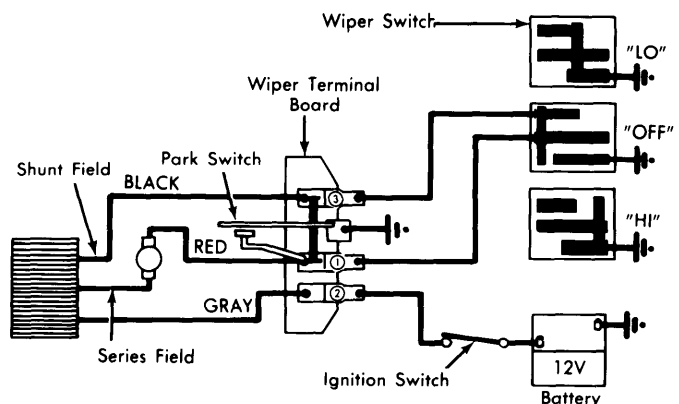 Wiper Switch
"LO"
Wiper Terminal
Board
Park Switch
Shunt Field
BLACK
3
"OFF"
RED
1
"HI"
GRAY
2
Series Field
Ignition Switch
12V
Battery